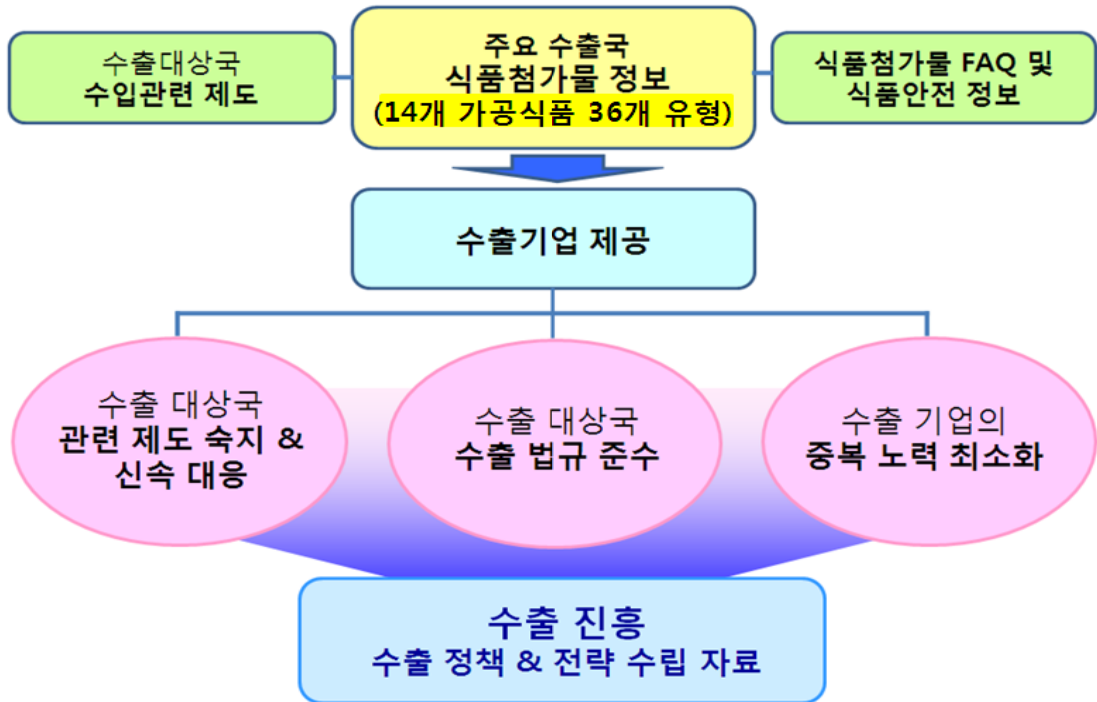 수출대상국
수입관련 제도
주요 수출국
식품첨가물 정보
(14개 가공식품 36개 유형)
식품첨가물 FAQ 및
식품안전 정보
수출기업 제공
수출 대상국
관련 제도 숙지 &
신속 대응
수출 대상국
수출 법규 준수
수출 기업의
중복 노력 최소화
수출 진흥
수출 정책 & 전략 수립 자료